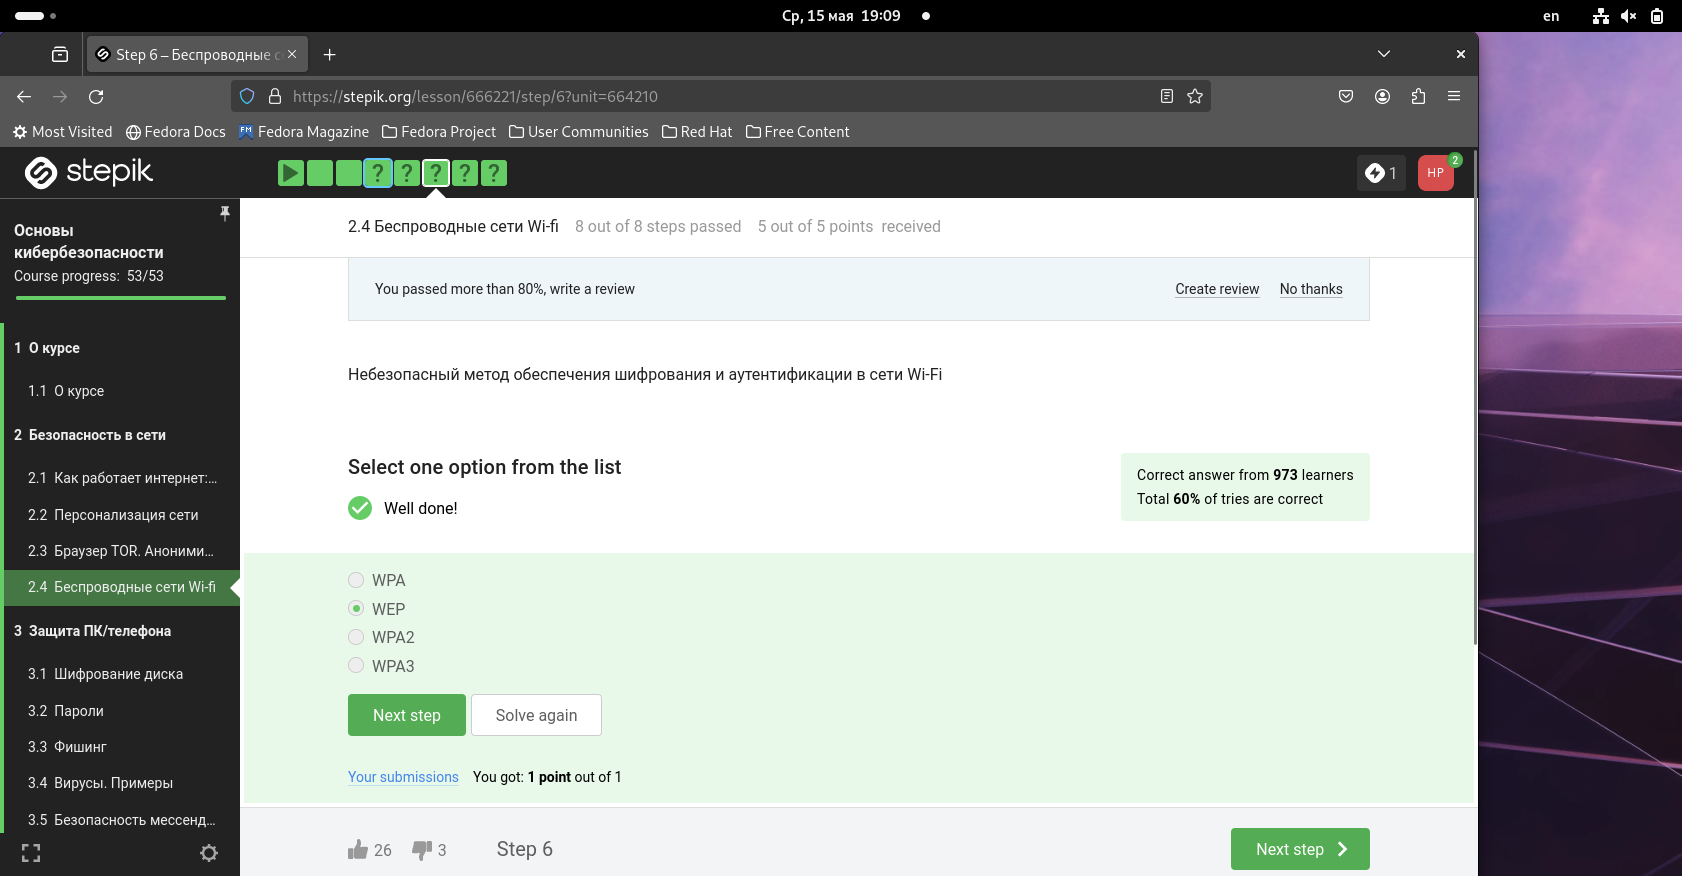 Ср, 15 мая 19:09
en
Step 6 – Беспроводные с
https://stepik.org/lesson/666221/step/6?unit=664210
Most Visited
Fedora Docs
Fedora Magazine
Fedora Project
User Communities
Red Hat
Free Content
stepik
? ? ? ? ?
1
HP
2
Основы
кибербезопасности
Course progress: 53/53
1 О курсе
1.1 О курсе
2 Безопасность в сети
2.1 Как работает интернет:...
2.2 Персонализация сети
2.3 Браузер TOR. Аноними...
2.4 Беспроводные сети Wi-fi
3 Защита ПК/телефона
3.1 Шифрование диска
3.2 Пароли
3.3 Фишинг
3.4 Вирусы. Примеры
3.5 Безопасность мессенд...
2.4 Беспроводные сети Wi-fi
8 out of 8 steps passed
5 out of 5 points received
You passed more than 80%, write a review
Create review
No thanks
Небезопасный метод обеспечения шифрования и аутентификации в сети Wi-Fi
Select one option from the list
Well done!
Correct answer from 973 learners
Total 60% of tries are correct
WPA
WEP
WPA2
WPA3
Next step
Solve again
Your submissions
You got: 1 point out of 1
26
3
Step 6
Next step